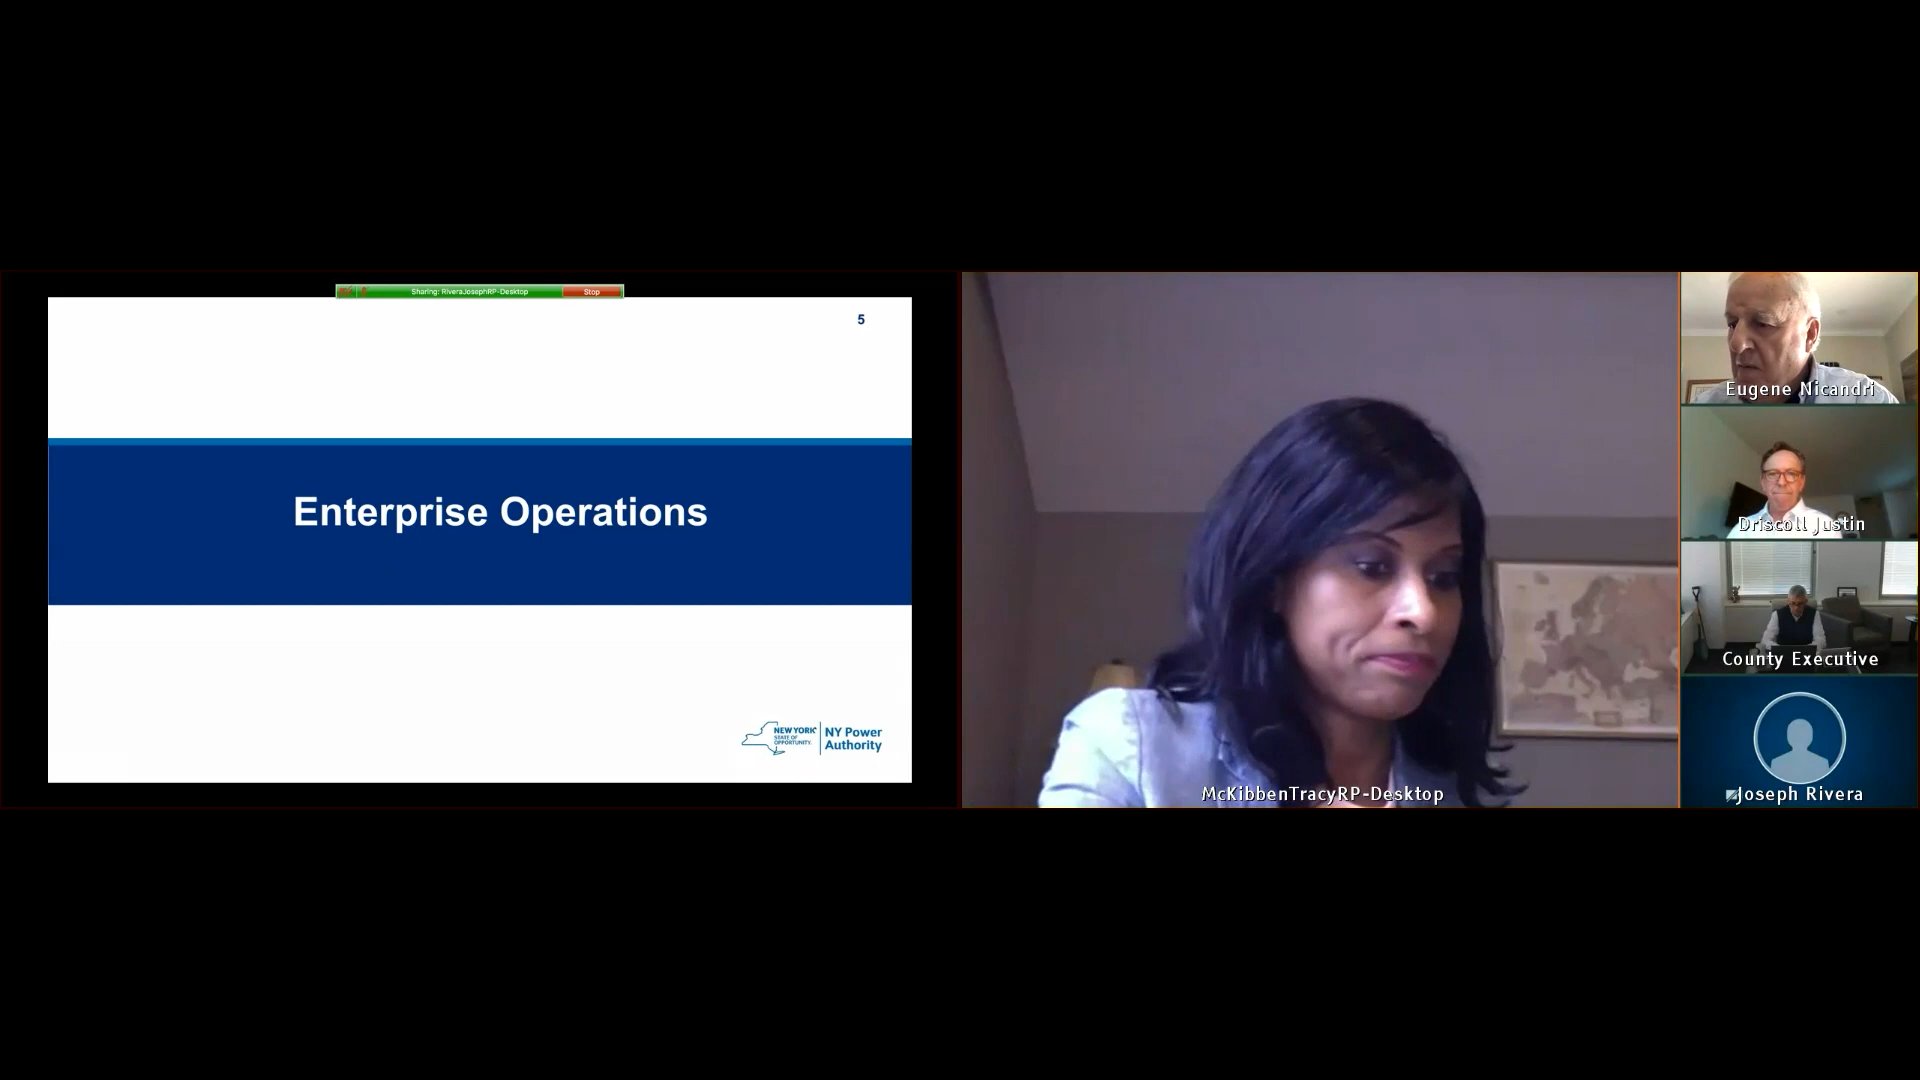 Sharing: RiveraJosephRP-Desktop
Stop
5
Enterprise Operations
NEW YORK
STATE OF
OPPORTUNITY.
NY Power
Authority
McKibbenTracyRP-Desktop
Eugene Nicandri
Driscoll Justin
County Executive
Joseph Rivera